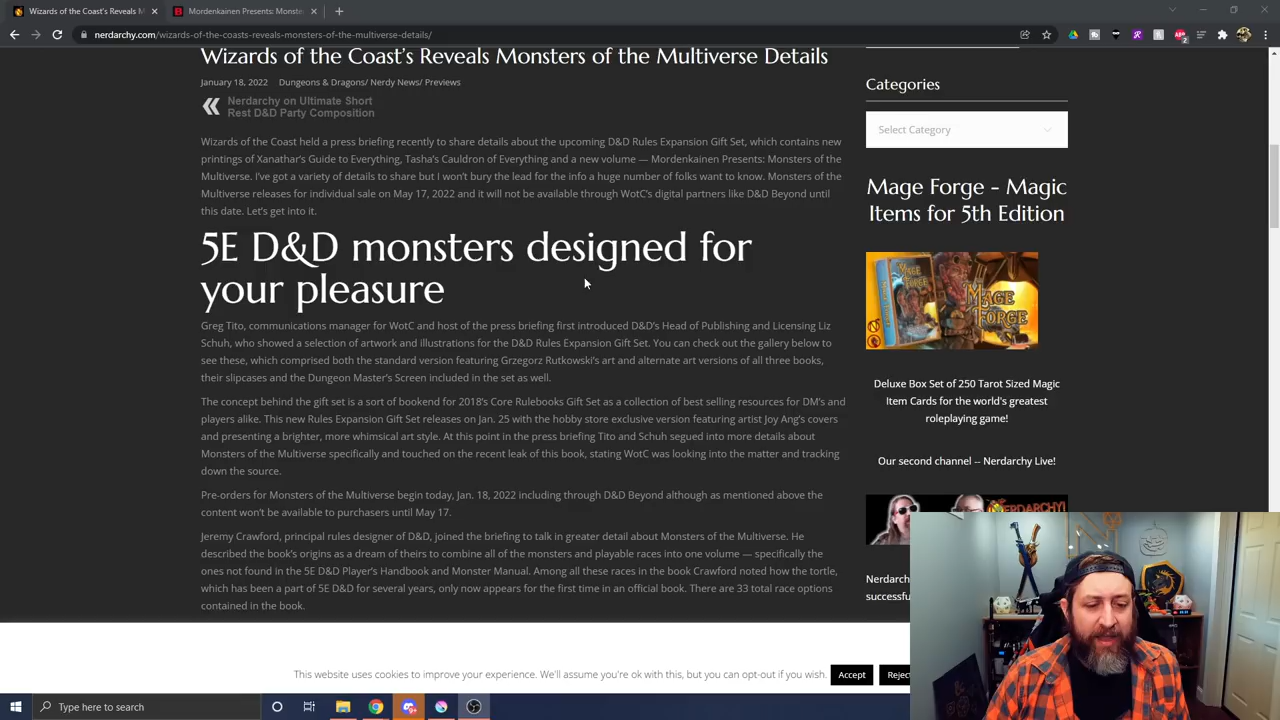 Wizards of the Coast's Reveals M
Mordenkainen Presents: Monste
nerdarchy.com/wizards-of-the-coasts-reveals-monsters-of-the-multiverse-details/
Wizards of the Coast's Reveals Monsters of the Multiverse Details
January 18, 2022 Dungeons & Dragons/ Nerdy News/ Previews
Nerdarchy on Ultimate Short
Rest D&D Party Composition
Wizards of the Coast held a press briefing recently to share details about the upcoming D&D Rules Expansion Gift Set, which contains new
printings of Xanathar's Guide to Everything, Tasha's Cauldron of Everything and a new volume — Mordenkainen Presents: Monsters of the
Multiverse. I've got a variety of details to share but I won't bury the lead for the info a huge number of folks want to know. Monsters of the
Multiverse releases for individual sale on May 17, 2022 and it will not be available through WotC's digital partners like D&D Beyond until
this date. Let's get into it.
5E D&D monsters designed for
your pleasure
Greg Tito, communications manager for WotC and host of the press briefing first introduced D&D's Head of Publishing and Licensing Liz
Schuh, who showed a selection of artwork and illustrations for the D&D Rules Expansion Gift Set. You can check out the gallery below to
see these, which comprised both the standard version featuring Grzegorz Rutkowski's art and alternate art versions of all three books,
their slipcases and the Dungeon Master's Screen included in the set as well.
The concept behind the gift set is a sort of bookend for 2018's Core Rulebooks Gift Set as a collection of best selling resources for DM's and
players alike. This new Rules Expansion Gift Set releases on Jan. 25 with the hobby store exclusive version featuring artist Joy Ang's covers
and presenting a brighter, more whimsical art style. At this point in the press briefing Tito and Schuh segued into more details about
Monsters of the Multiverse specifically and touched on the recent leak of this book, stating WotC was looking into the matter and tracking
down the source.
Pre-orders for Monsters of the Multiverse begin today, Jan. 18, 2022 including through D&D Beyond although as mentioned above the
content won't be available to purchasers until May 17.
Jeremy Crawford, principal rules designer of D&D, joined the briefing to talk in greater detail about Monsters of the Multiverse. He
described the book's origins as a dream of theirs to combine all of the monsters and playable races into one volume — specifically the
ones not found in the 5E D&D Player's Handbook and Monster Manual. Among all these races in the book Crawford noted how the tortle,
which has been a part of 5E D&D for several years, only now appears for the first time in an official book. There are 33 total race options
contained in the book.
Categories
Select Category
Mage Forge - Magic
Items for 5th Edition
MAGE
FORGE
MAGE
FORGE
Deluxe Box Set of 250 Tarot Sized Magic
Item Cards for the world's greatest
roleplaying game!
Our second channel -- Nerdarchy Live!
NERDARCHY!
Nerdarch
successfu
This website uses cookies to improve your experience. We'll assume you're ok with this, but you can opt-out if you wish.
Accept
Reject
Type here to search